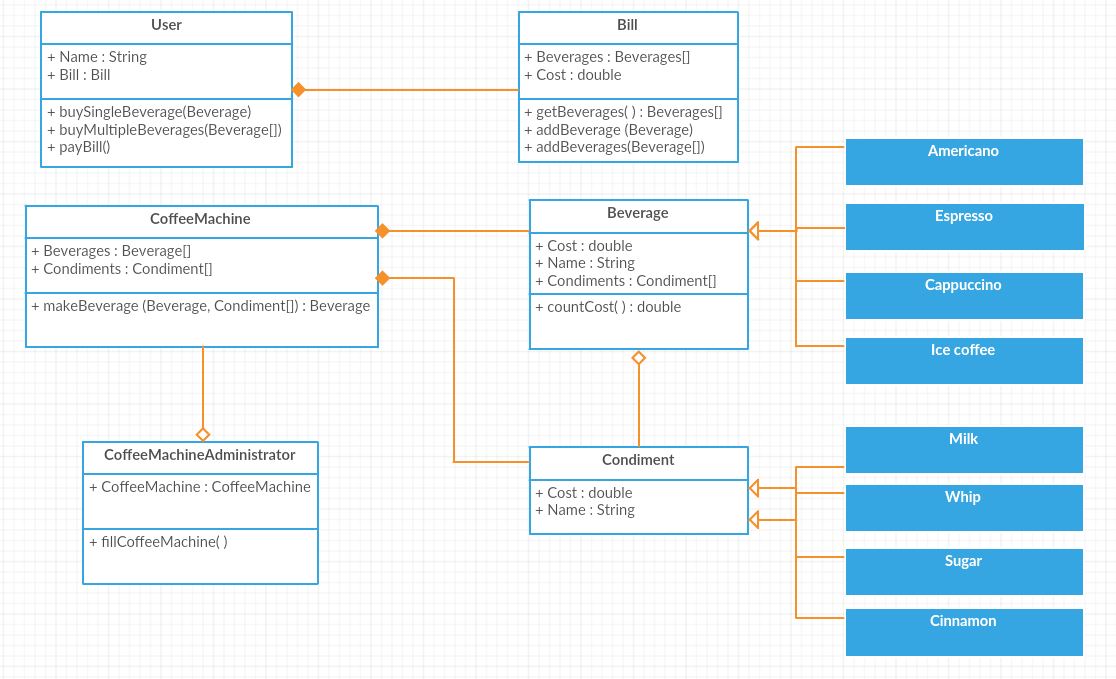 User
+ Name : String
+ Bill : Bill
+ buySingleBeverage(Beverage)
+ buyMultipleBeverages(Beverage[])
+ payBill()
Bill
+ Beverages : Beverages[]
+ Cost : double
+ getBeverages( ) : Beverages[]
+ addBeverage (Beverage)
+ addBeverages(Beverage[])
CoffeeMachine
+ Beverages : Beverage[]
+ Condiments : Condiment[]
+ makeBeverage (Beverage, Condiment[]) : Beverage
Beverage
+ Cost : double
+ Name : String
+ Condiments : Condiment[]
+ countCost( ) : double
Americano
Espresso
Cappuccino
Ice coffee
CoffeeMachineAdministrator
+ CoffeeMachine : CoffeeMachine
+ fillCoffeeMachine( )
Condiment
+ Cost : double
+ Name : String
Milk
Whip
Sugar
Cinnamon